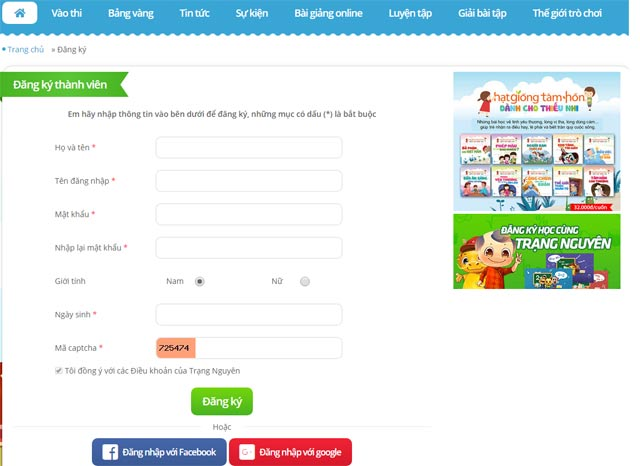 Vào thi Bảng vàng Tin tức Sự kiện Bài giảng online Luyện tập Giải bài tập Thế giới trò chơi
Trang chủ » Đăng ký
Đăng ký thành viên
Em hãy nhập thông tin vào bên dưới để đăng ký, những mục có dấu (*) là bắt buộc
Họ và tên *
Tên đăng nhập *
Mật khẩu *
Nhập lại mật khẩu *
Giới tính Nam Nữ
Ngày sinh *
Mã captcha * 725474
Tôi đồng ý với các Điều khoản của Trạng Nguyên
Đăng ký
Hoặc
Đăng nhập với Facebook Đăng nhập với google
hạt giống tâm hồn
DÀNH CHO THIẾU NHI
32.000đ/cuốn
ĐĂNG KÝ HỌC CÙNG
TRẠNG NGUYÊN